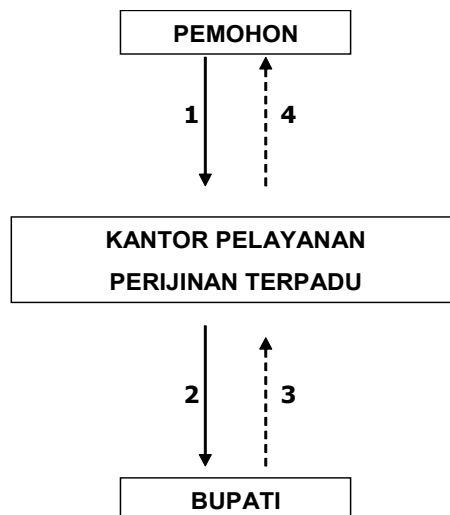 PEMOHON
1 4
KANTOR PELAYANAN
PERIJINAN TERPADU
2 3
BUPATI